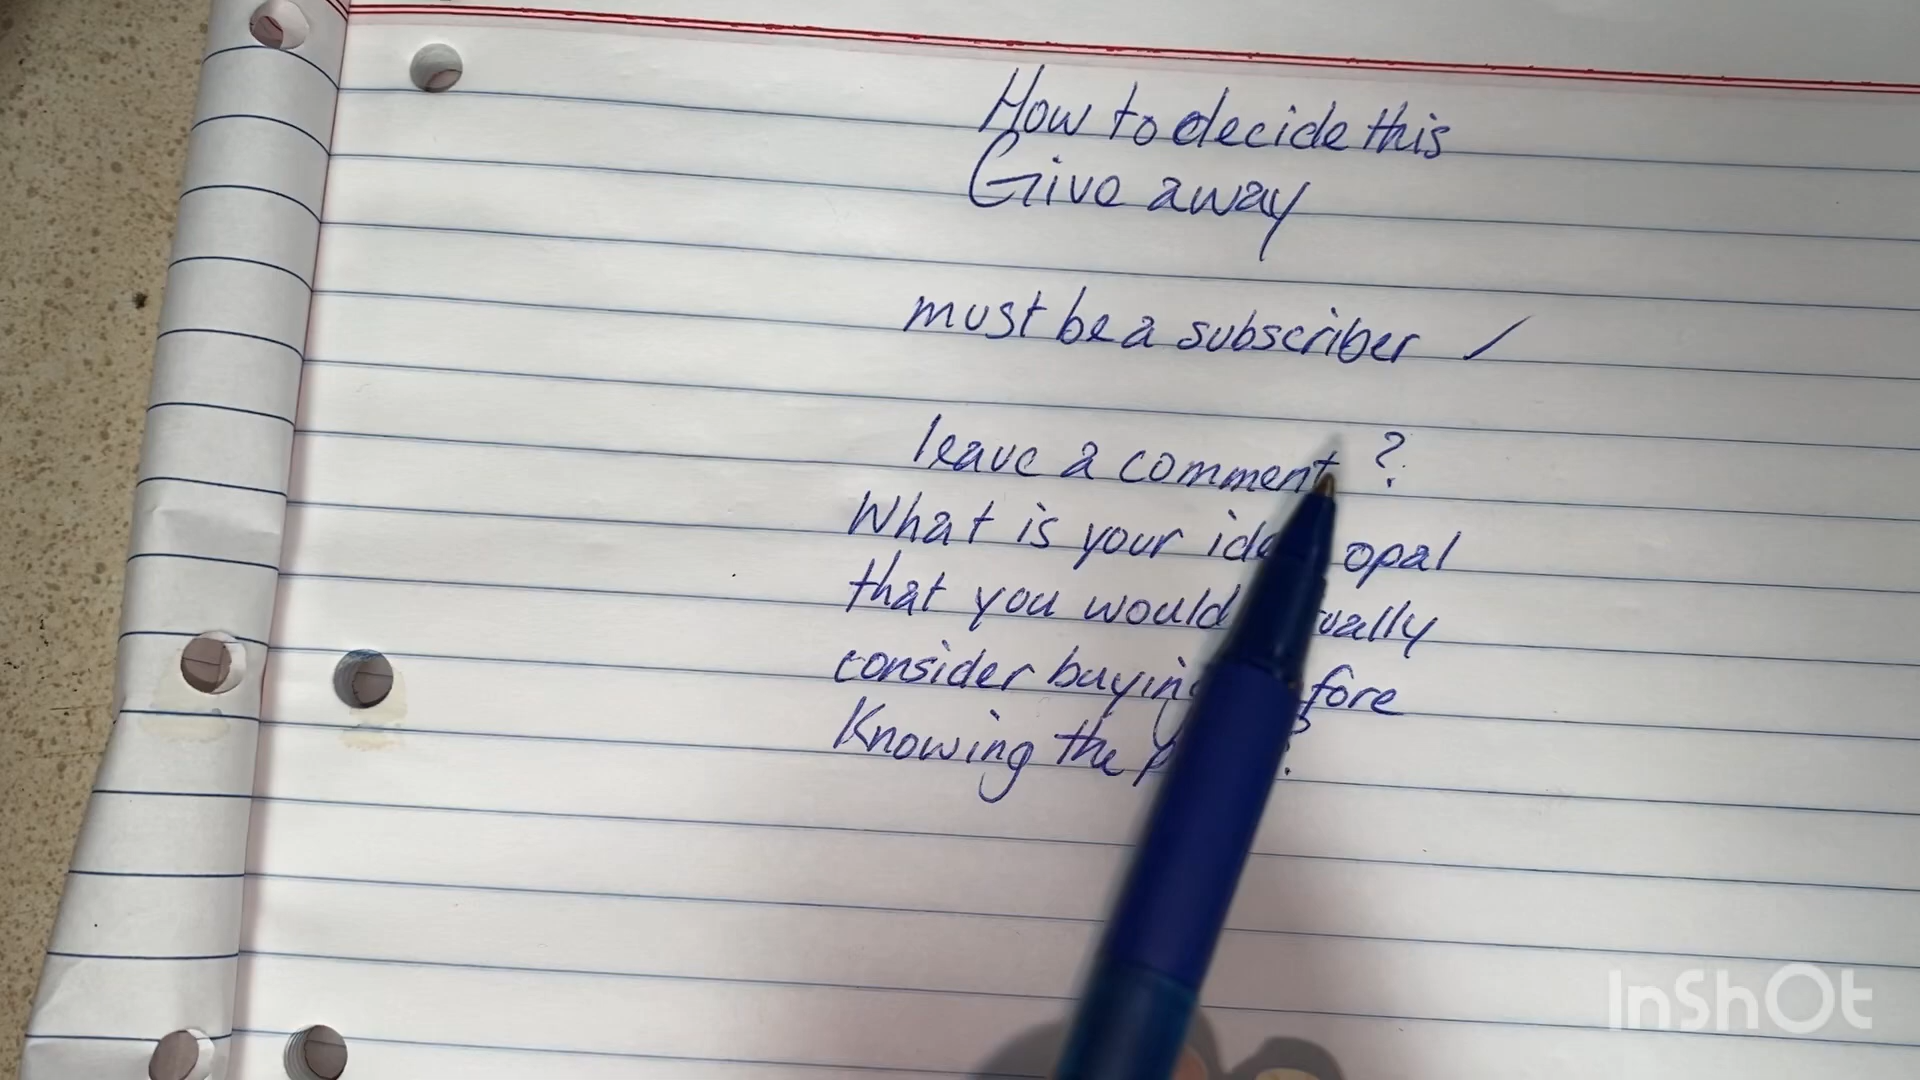 How to decide this
Give away
must be a subscriber ✓
leave a comment ?
What is your opal
that you would
consider buying
Knowing the ?
InShOt